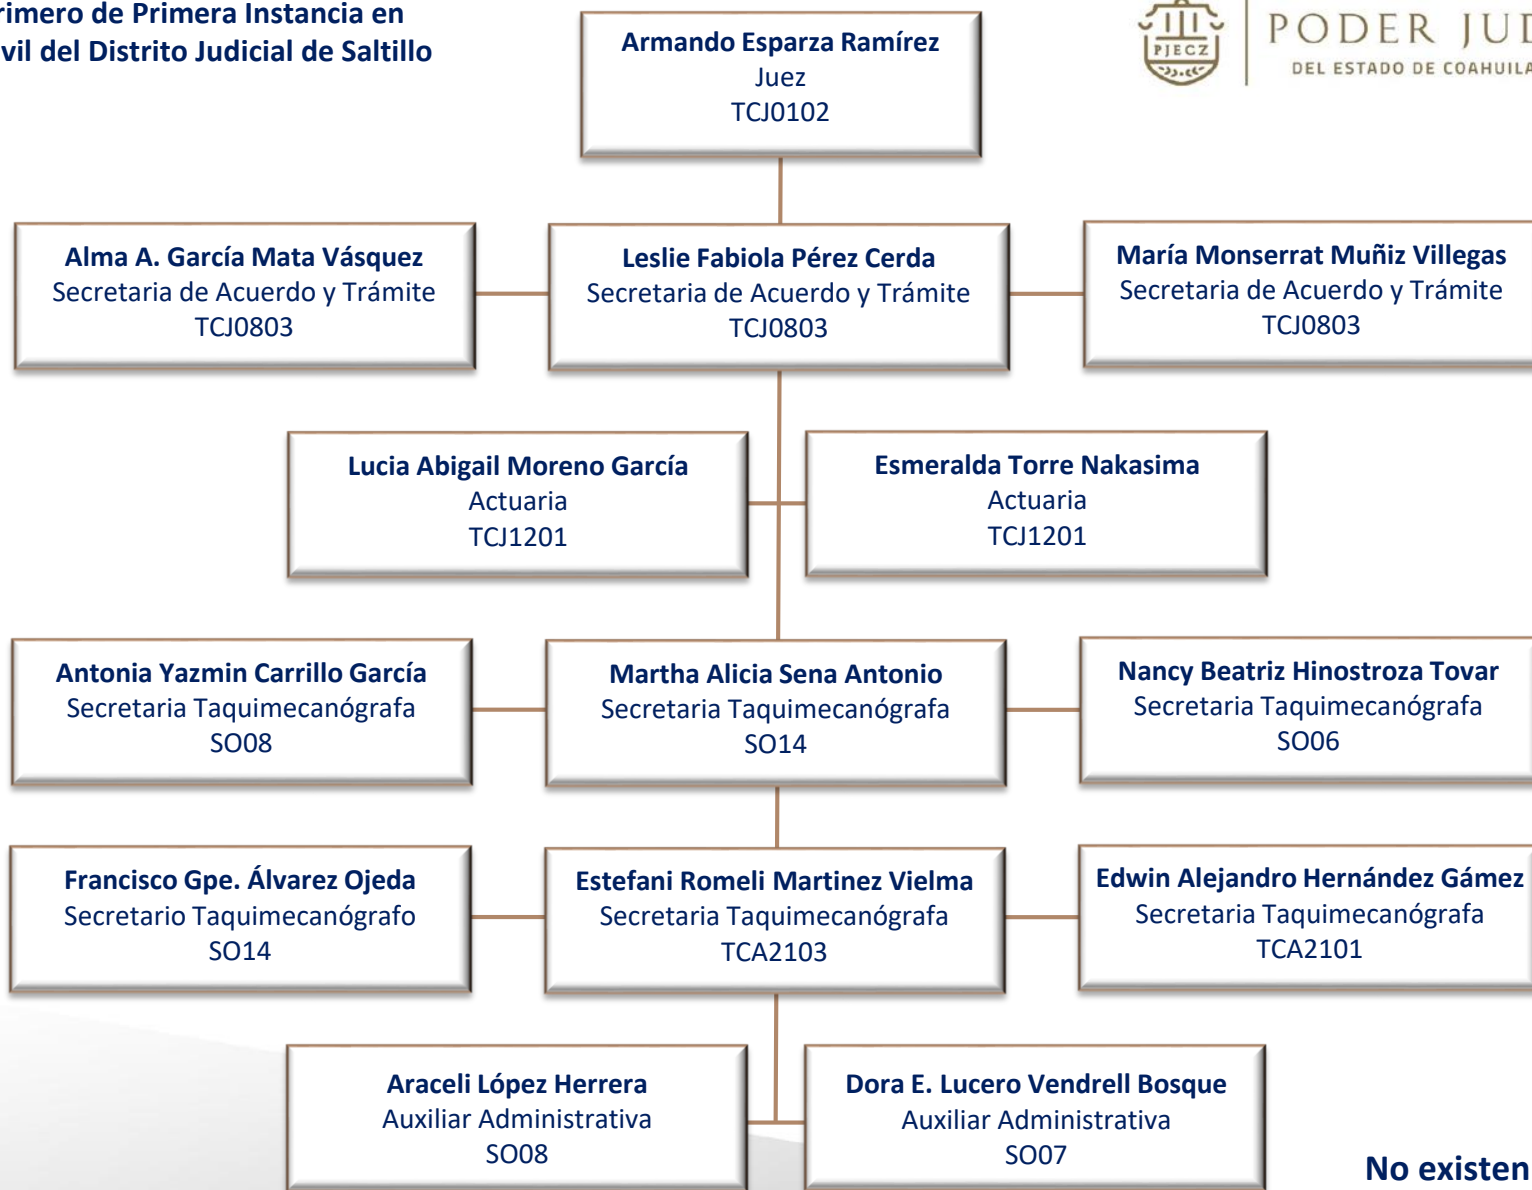 rimero de Primera Instancia en
vil del Distrito Judicial de Saltillo
PJECZ
PODER JUD
DEL ESTADO DE COAHUILA
Armando Esparza Ramírez
Juez
TCJ0102
Alma A. García Mata Vásquez
Secretaria de Acuerdo y Trámite
TCJ0803
Leslie Fabiola Pérez Cerda
Secretaria de Acuerdo y Trámite
TCJ0803
María Monserrat Muñiz Villegas
Secretaria de Acuerdo y Trámite
TCJ0803
Lucia Abigail Moreno García
Actuaria
TCJ1201
Esmeralda Torre Nakasima
Actuaria
TCJ1201
Antonia Yazmin Carrillo García
Secretaria Taquimecanógrafa
SO08
Martha Alicia Sena Antonio
Secretaria Taquimecanógrafa
SO14
Nancy Beatriz Hinostroza Tovar
Secretaria Taquimecanógrafa
SO06
Francisco Gpe. Álvarez Ojeda
Secretario Taquimecanógrafo
SO14
Estefani Romeli Martinez Vielma
Secretaria Taquimecanógrafa
TCA2103
Edwin Alejandro Hernández Gámez
Secretaria Taquimecanógrafa
TCA2101
Araceli López Herrera
Auxiliar Administrativa
SO08
Dora E. Lucero Vendrell Bosque
Auxiliar Administrativa
SO07
No existen